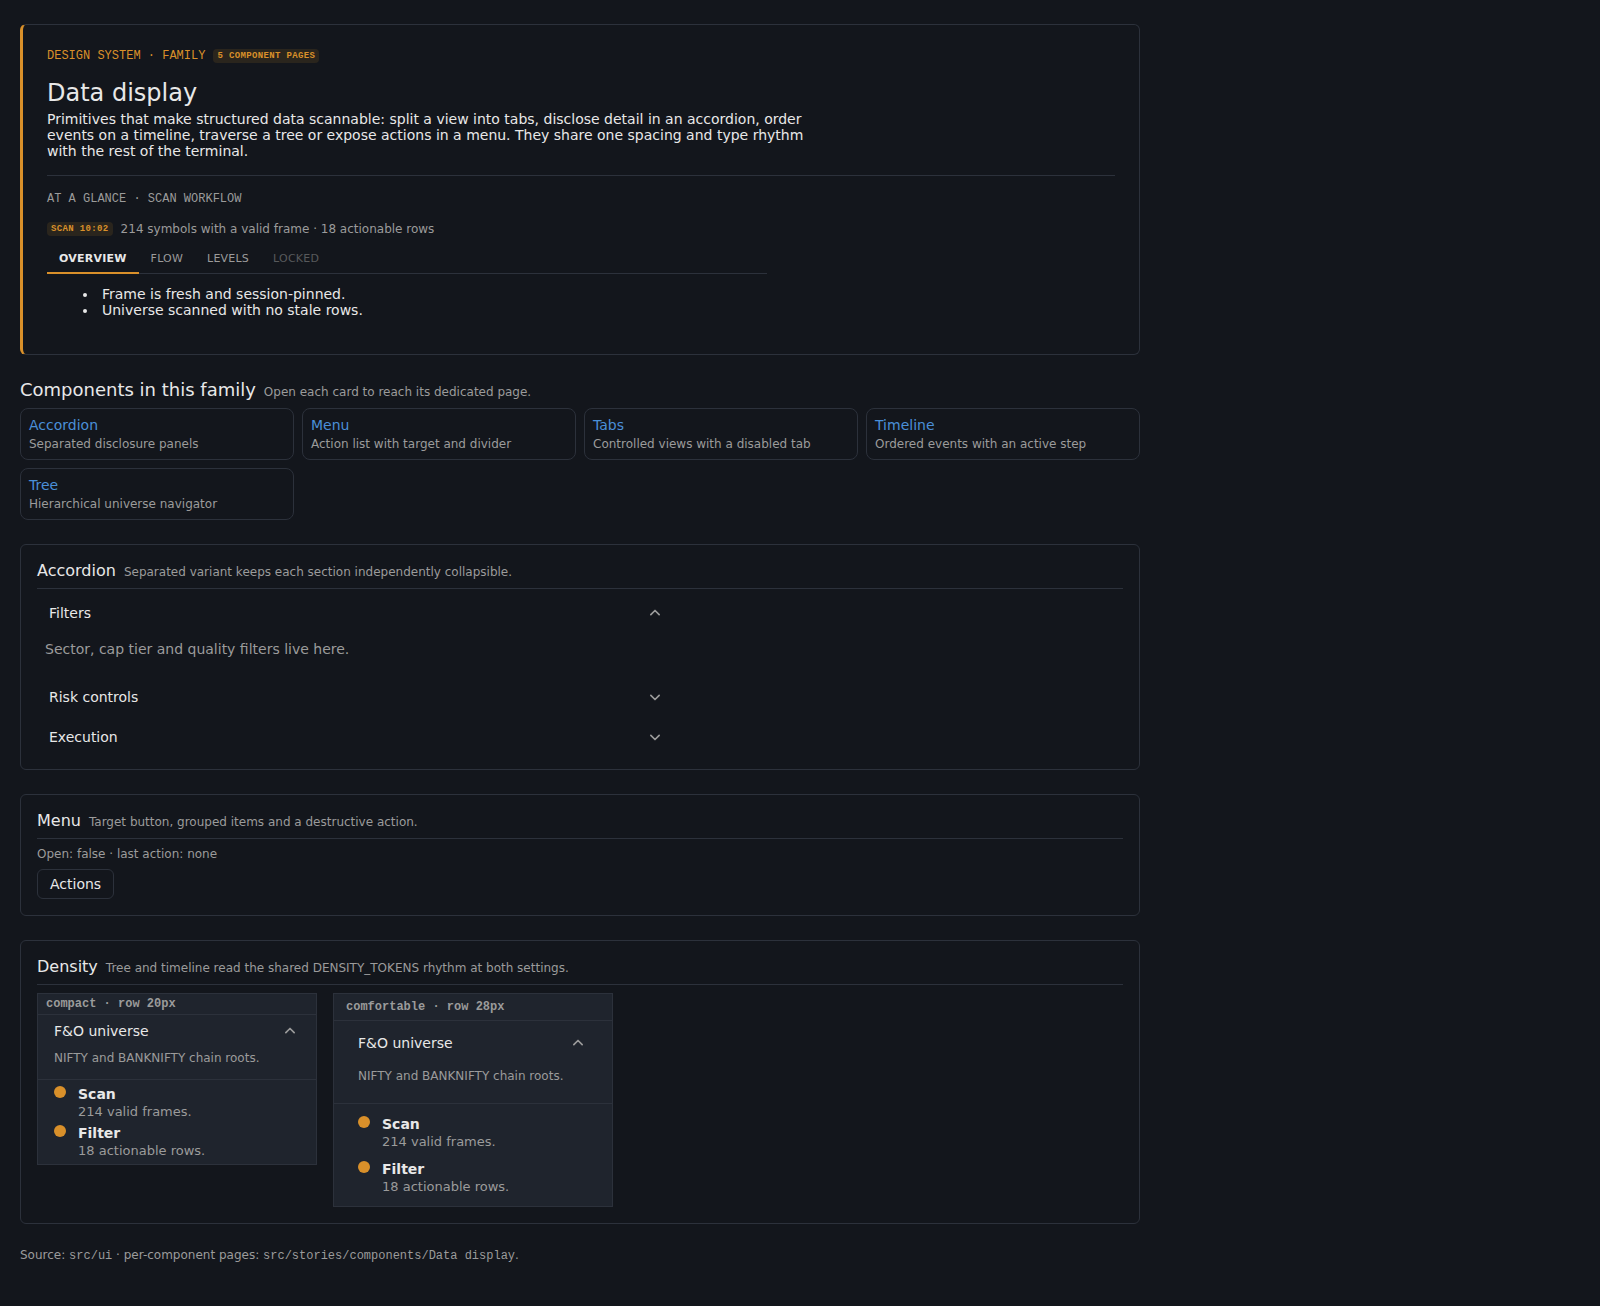 DESIGN SYSTEM · FAMILY 5 COMPONENT PAGES
Data display
Primitives that make structured data scannable: split a view into tabs, disclose detail in an accordion, order
events on a timeline, traverse a tree or expose actions in a menu. They share one spacing and type rhythm
with the rest of the terminal.
AT A GLANCE · SCAN WORKFLOW
SCAN 10:02 214 symbols with a valid frame · 18 actionable rows
OVERVIEW FLOW LEVELS LOCKED
• Frame is fresh and session-pinned.
• Universe scanned with no stale rows.
Components in this family Open each card to reach its dedicated page.
Accordion
Separated disclosure panels
Menu
Action list with target and divider
Tabs
Controlled views with a disabled tab
Timeline
Ordered events with an active step
Tree
Hierarchical universe navigator
Accordion Separated variant keeps each section independently collapsible.
Filters
Sector, cap tier and quality filters live here.
Risk controls
Execution
Menu Target button, grouped items and a destructive action.
Open: false · last action: none
Actions
Density Tree and timeline read the shared DENSITY_TOKENS rhythm at both settings.
compact · row 20px
F&O universe
NIFTY and BANKNIFTY chain roots.
Scan
214 valid frames.
Filter
18 actionable rows.
comfortable · row 28px
F&O universe
NIFTY and BANKNIFTY chain roots.
Scan
214 valid frames.
Filter
18 actionable rows.
Source: src/ui · per-component pages: src/stories/components/Data display.